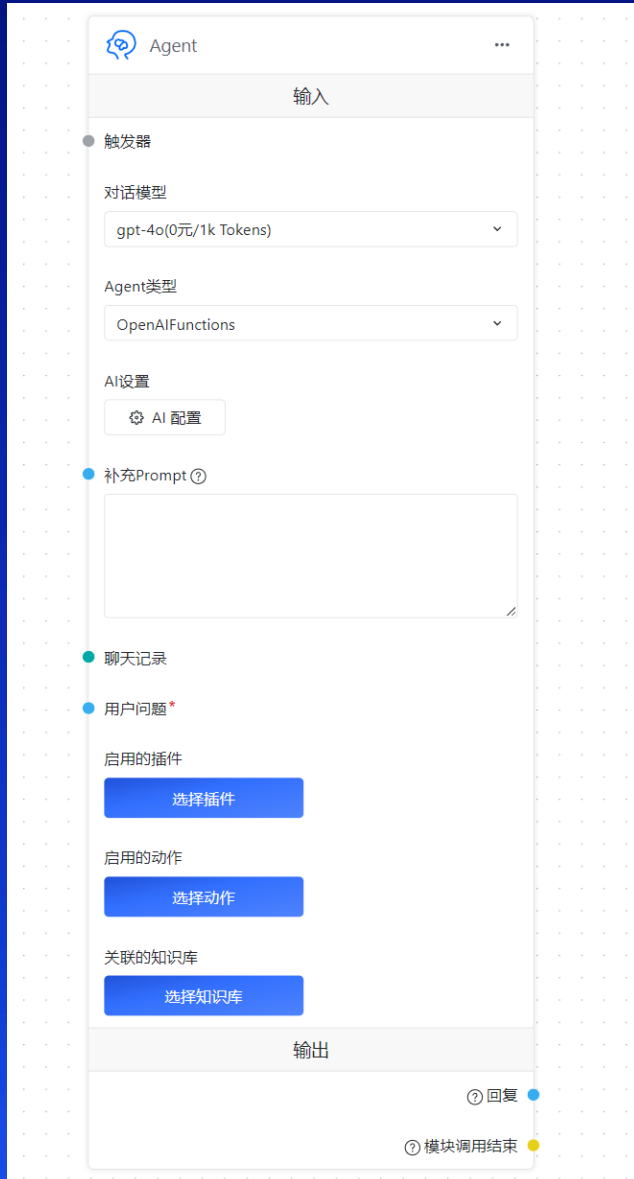 Agent
输入
触发器
对话模型
gpt-4o(0元/1k Tokens)
Agent类型
OpenAIFunctions
AI设置
AI 配置
补充Prompt
聊天记录
用户问题*
启用的插件
选择插件
启用的动作
选择动作
关联的知识库
选择知识库
输出
回复
模块调用结束